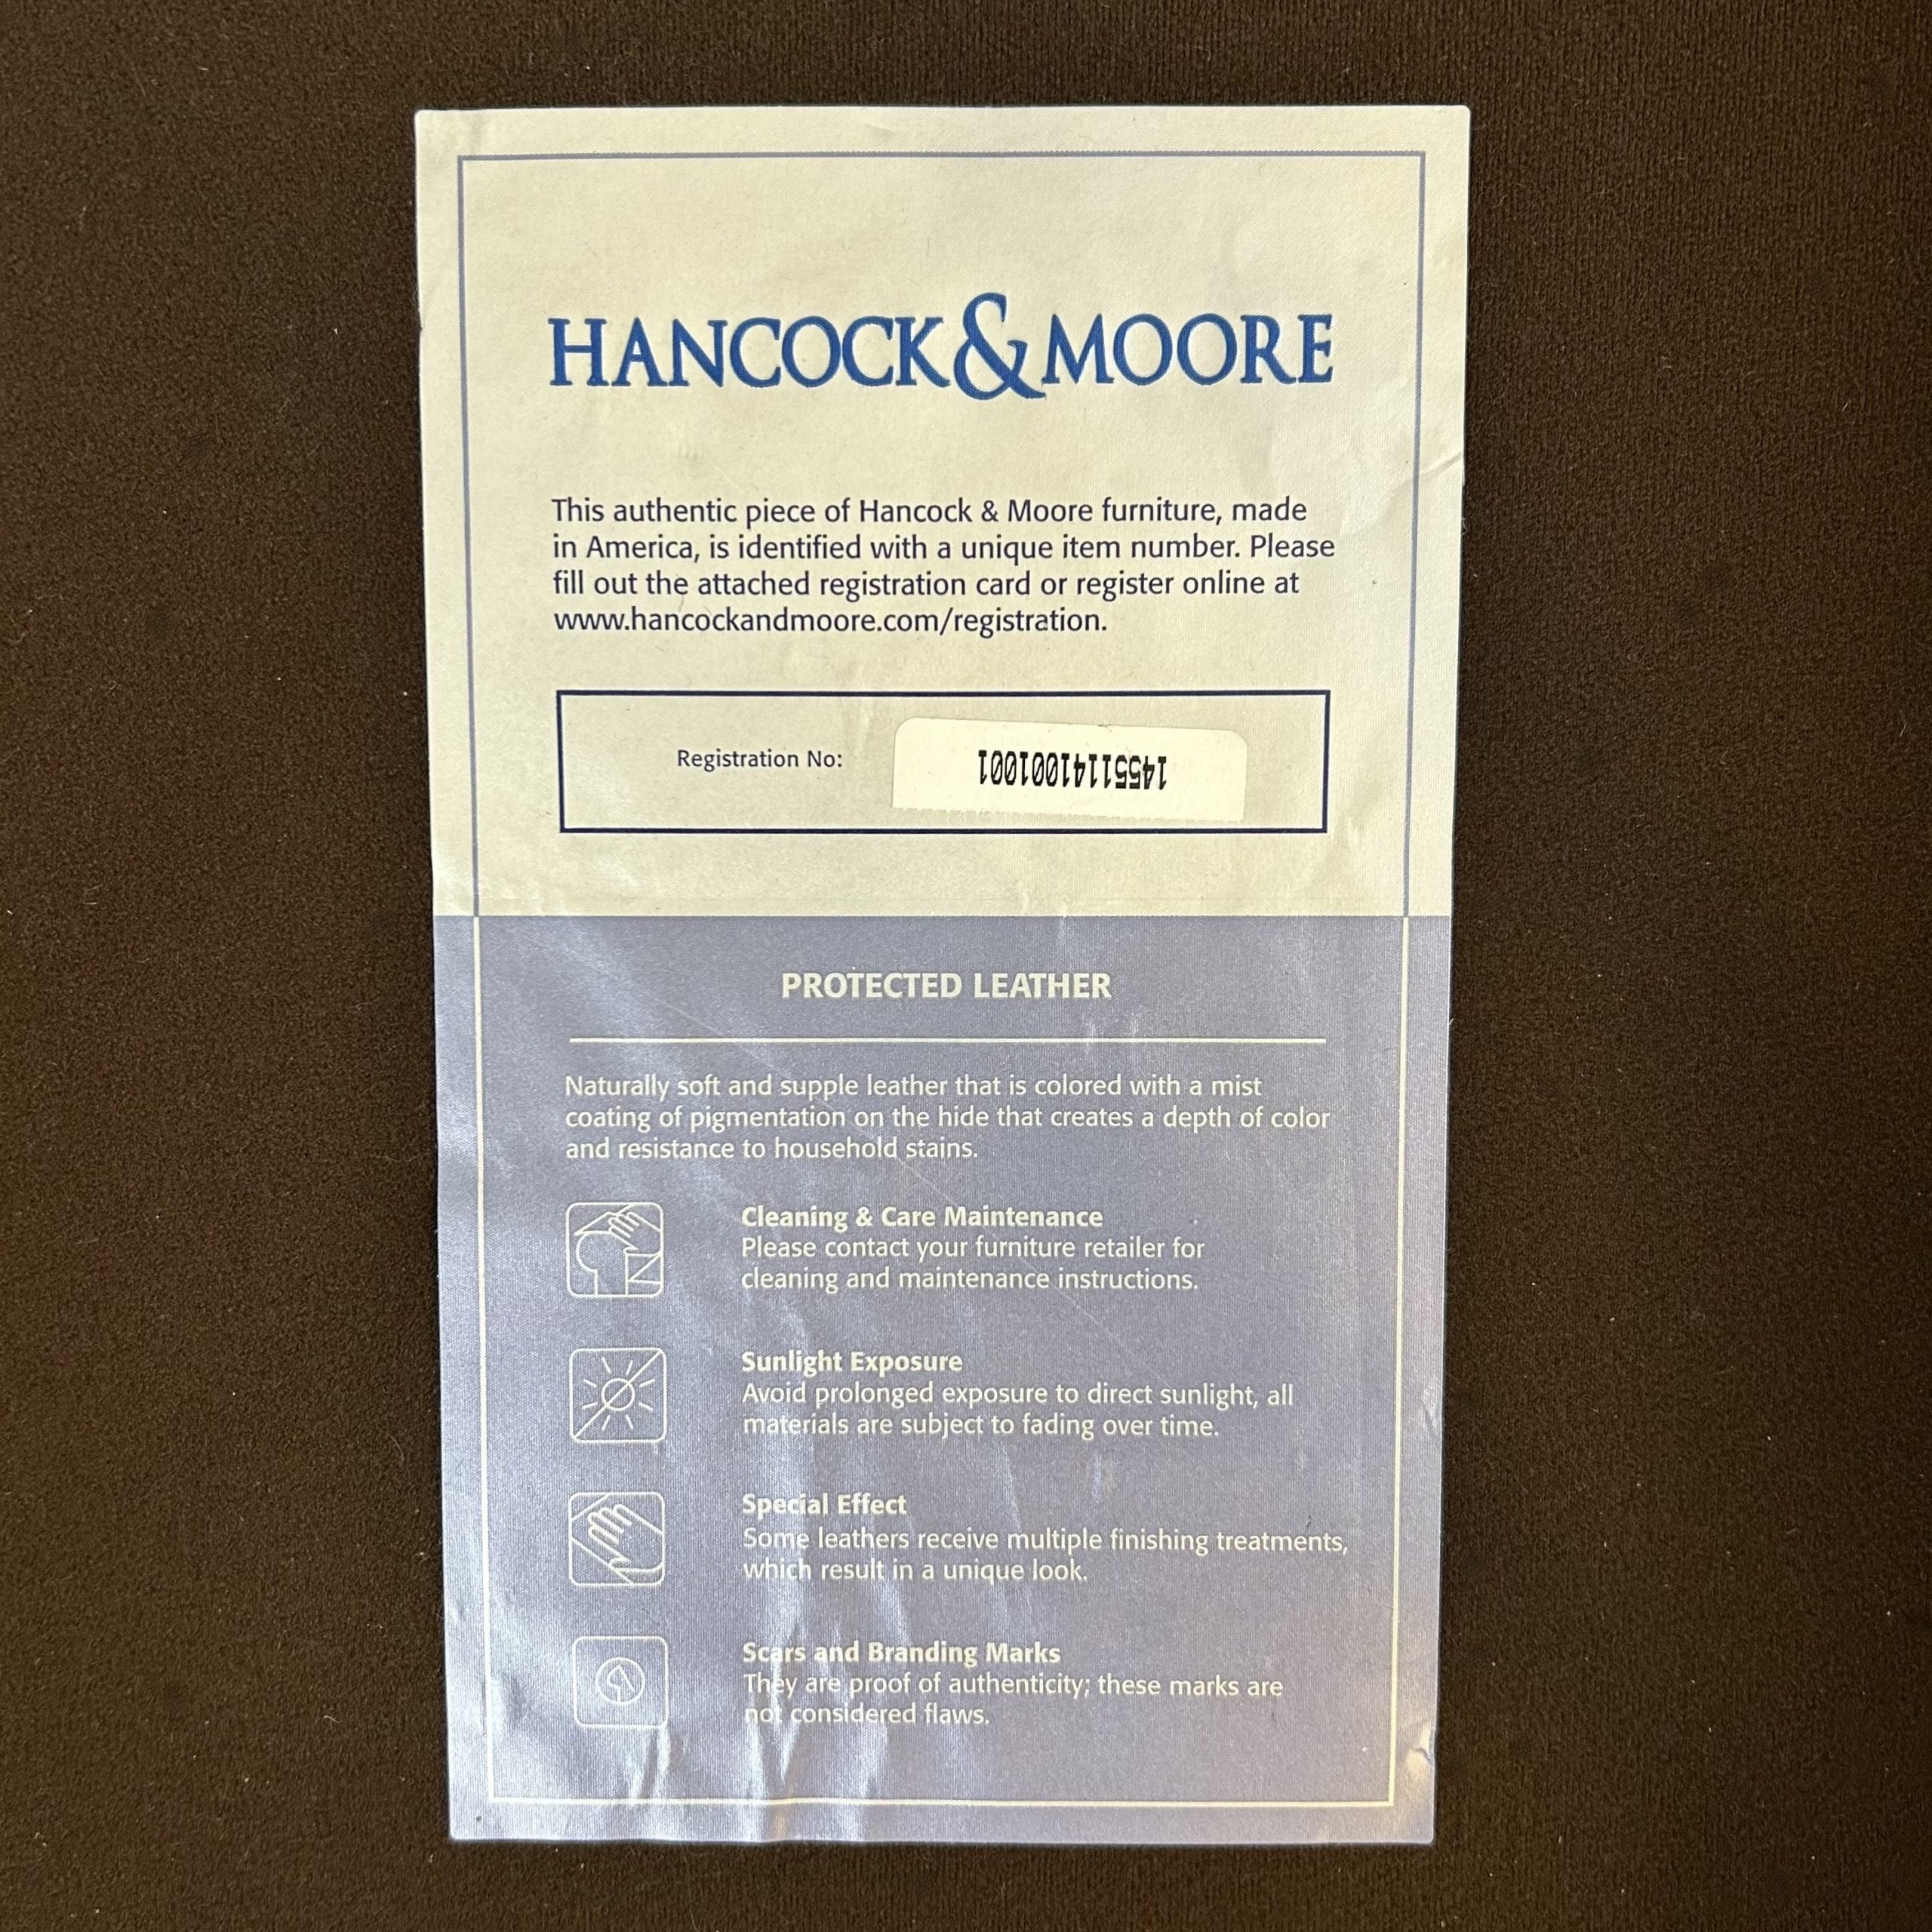 HANCOCK & MOORE
This authentic piece of Hancock & Moore furniture, made
in America, is identified with a unique item number. Please
fill out the attached registration card or register online at
www.hancockandmoore.com/registration.
Registration No: 145511141001001
PROTECTED LEATHER
Naturally soft and supple leather that is colored with a mist
coating of pigmentation on the hide that creates a depth of color
and resistance to household stains.
Cleaning & Care Maintenance
Please contact your furniture retailer for
cleaning and maintenance instructions.
Sunlight Exposure
Avoid prolonged exposure to direct sunlight, all
materials are subject to fading over time.
Special Effect
Some leathers receive multiple finishing treatments,
which result in a unique look.
Scars and Branding Marks
They are proof of authenticity; these marks are
not considered flaws.